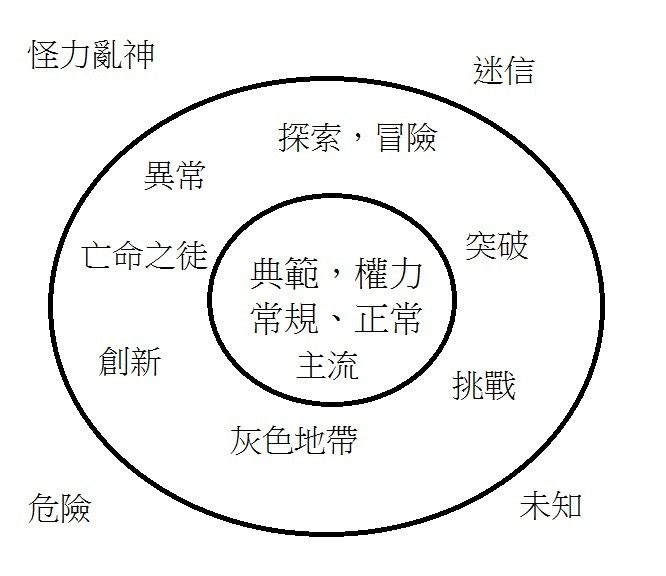 怪力亂神
迷信
探索，冒險
異常
亡命之徒
突破
典範，權力
常規、正常
主流
創新
挑戰
灰色地帶
危險
未知